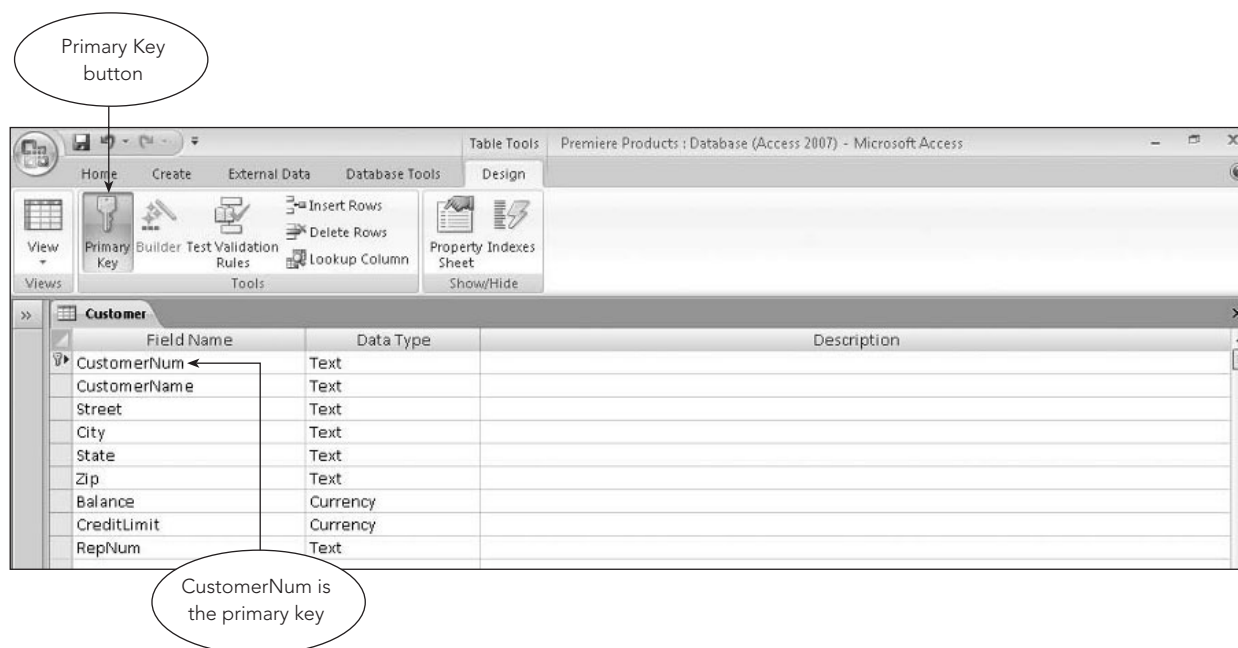 Primary Key
button
Table Tools Premiere Products : Database (Access 2007) - Microsoft Access
Home Create External Data Database Tools Design
View
Views
Primary
Key
Builder
Test Validation
Rules
Insert Rows
Delete Rows
Lookup Column
Tools
Property
Sheet
Indexes
Show/Hide
Customer
Field Name Data Type Description
CustomerNum Text
CustomerName Text
Street Text
City Text
State Text
Zip Text
Balance Currency
CreditLimit Currency
RepNum Text
CustomerNum is
the primary key